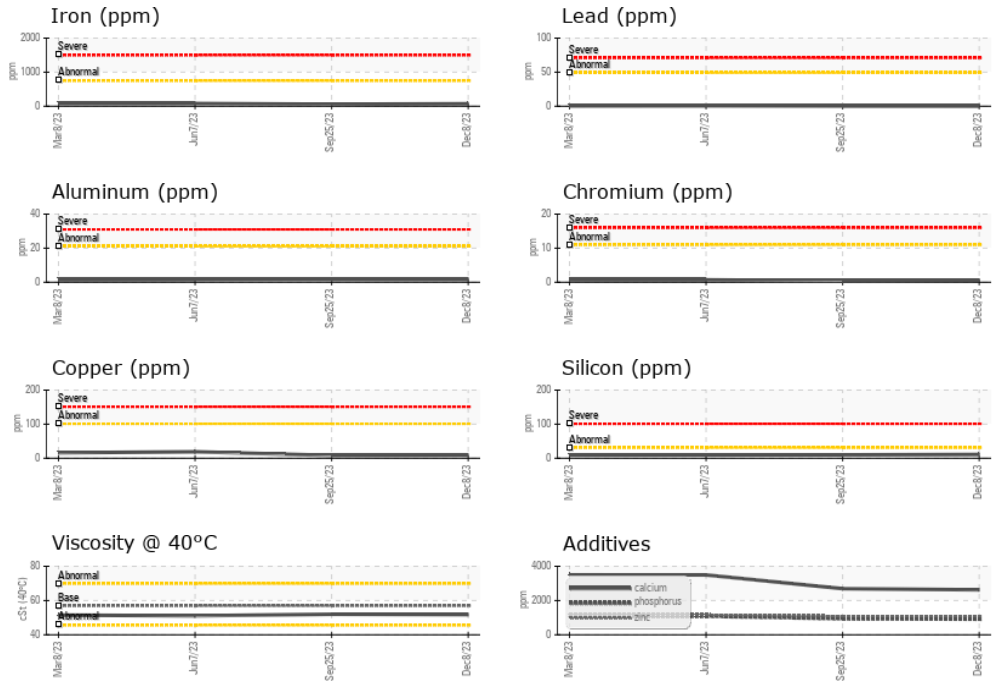 Iron (ppm)
2000
1000
0
ppm
Severe
Abnormal
Mar8/23
Jun7/23
Sep25/23
Dec8/23
Lead (ppm)
100
50
0
ppm
Severe
Abnormal
Mar8/23
Jun7/23
Sep25/23
Dec8/23
Aluminum (ppm)
40
20
0
ppm
Severe
Abnormal
Mar8/23
Jun7/23
Sep25/23
Dec8/23
Chromium (ppm)
20
10
0
ppm
Severe
Abnormal
Mar8/23
Jun7/23
Sep25/23
Dec8/23
Copper (ppm)
200
100
0
ppm
Severe
Abnormal
Mar8/23
Jun7/23
Sep25/23
Dec8/23
Silicon (ppm)
200
100
0
ppm
Severe
Abnormal
Mar8/23
Jun7/23
Sep25/23
Dec8/23
Viscosity @ 40°C
80
60
40
cSt (40°C)
Abnormal
Base
Abnormal
Mar8/23
Jun7/23
Sep25/23
Dec8/23
Additives
4000
2000
0
ppm
calcium
phosphorus
zinc
Mar8/23
Jun7/23
Sep25/23
Dec8/23